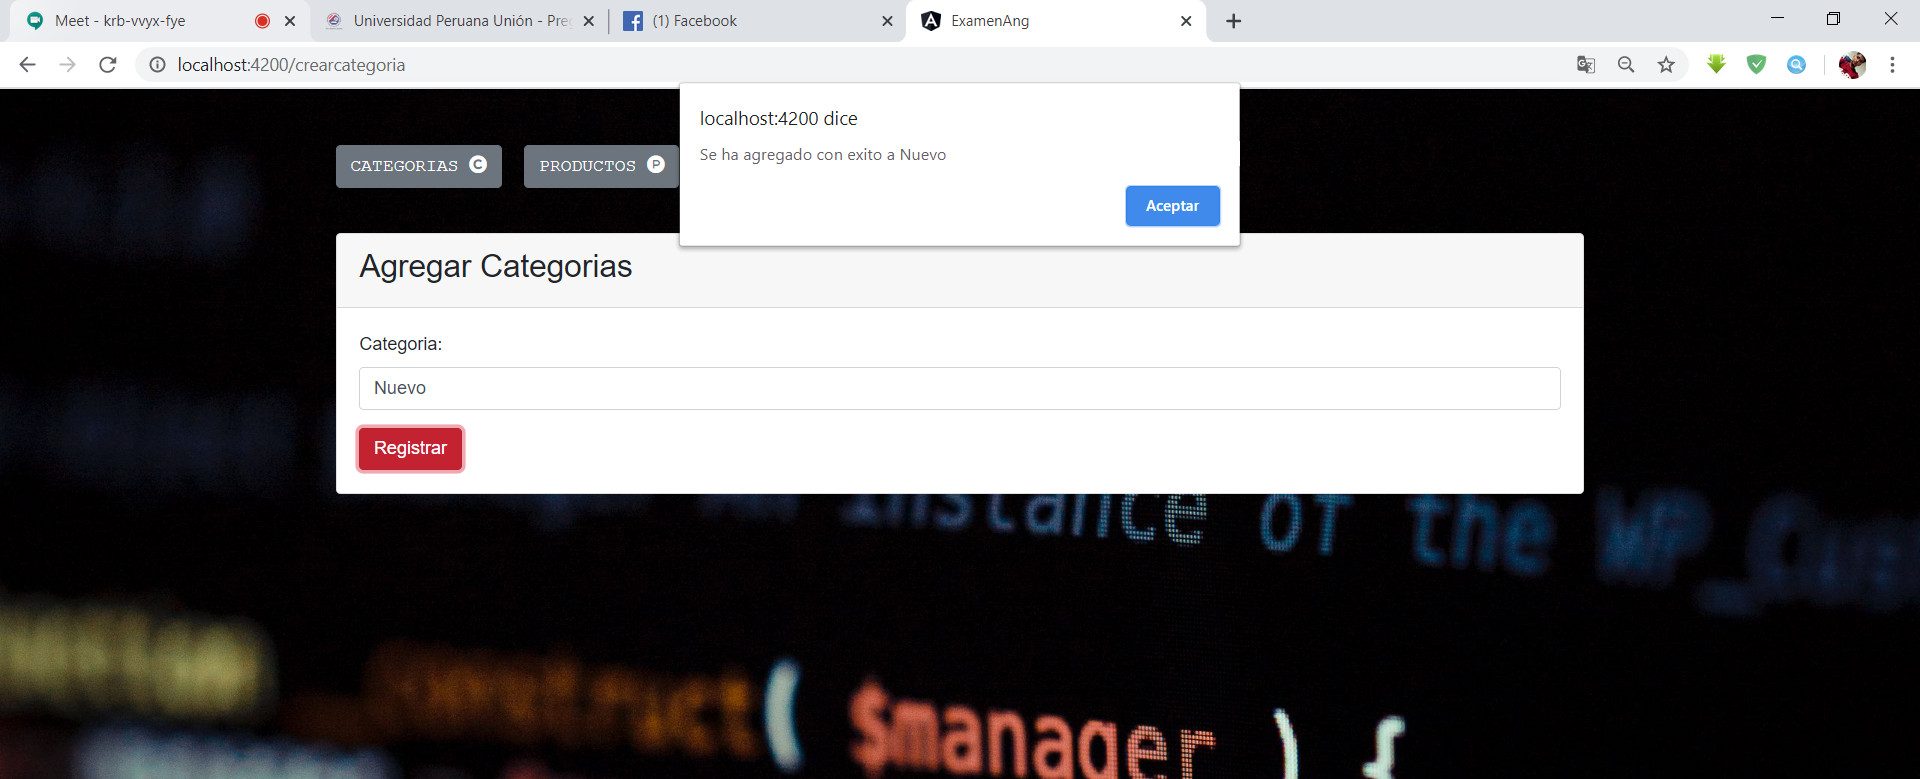 Meet - krb-vvyx-fye
Universidad Peruana Unión - Pre
(1) Facebook
ExamenAng
localhost:4200/crearcategoria
localhost:4200 dice
Se ha agregado con exito a Nuevo
Aceptar
CATEGORIAS C
PRODUCTOS P
Agregar Categorias
Categoria:
Nuevo
Registrar
instance of the WP_Cus
construct( $manager ) {